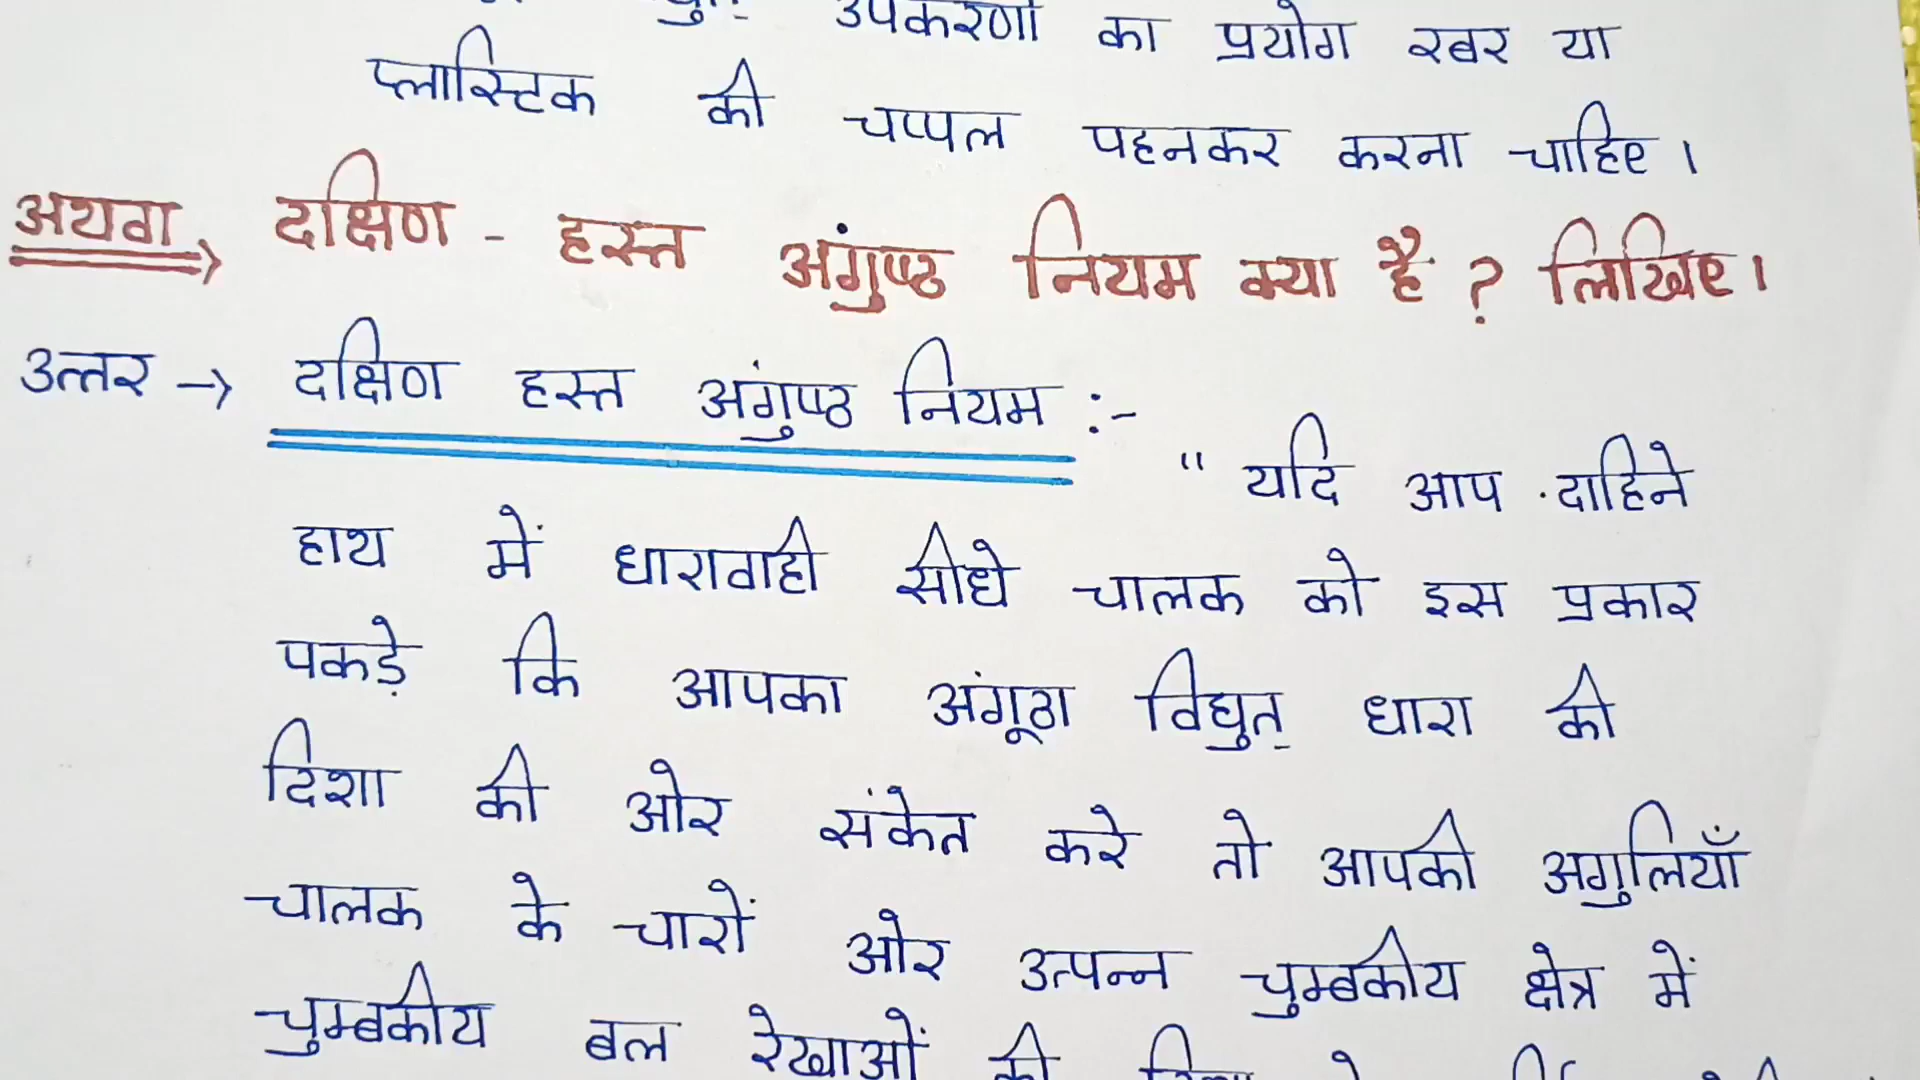 उपकरणों का प्रयोग रबर या
प्लास्टिक की चप्पल पहनकर करना चाहिए।
अथवा → दक्षिण - हस्त अंगुष्ठ नियम क्या है ? लिखिए।
उत्तर → दक्षिण हस्त अंगुष्ठ नियम :-
" यदि आप दाहिने
हाथ में धारावाही सीधे चालक को इस प्रकार
पकड़े कि आपका अंगूठा विद्युत् धारा की
दिशा की ओर संकेत करे तो आपकी अगुलियाँ
चालक के चारों ओर उत्पन्न चुम्बकीय क्षेत्र में
चुम्बकीय बल रेखाओं की